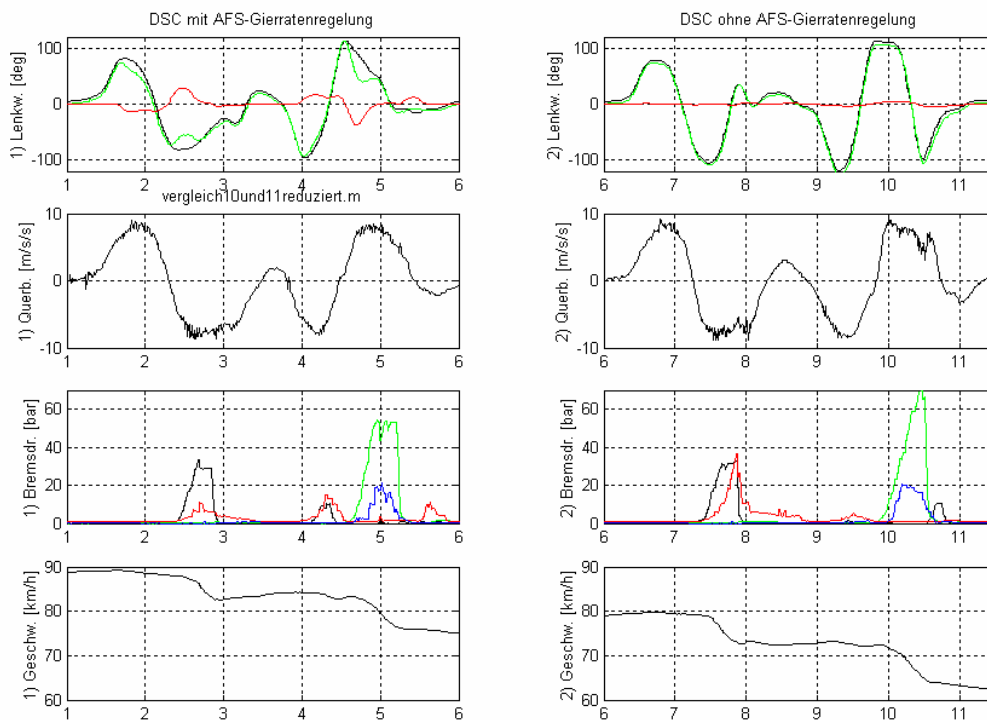 DSC mit AFS-Gierratenregelung
1) Lenkw. [deg]
100
0
-100
1 2 3 4 5 6
vergleich10und11reduziert.m
1) Querb. [m/s/s]
10
0
-10
1 2 3 4 5 6
1) Bremsdr. [bar]
60
40
20
0
1 2 3 4 5 6
1) Geschw. [km/h]
90
80
70
60
1 2 3 4 5 6
DSC ohne AFS-Gierratenregelung
2) Lenkw. [deg]
100
0
-100
6 7 8 9 10 11
2) Querb. [m/s/s]
10
0
-10
6 7 8 9 10 11
2) Bremsdr. [bar]
60
40
20
0
6 7 8 9 10 11
2) Geschw. [km/h]
90
80
70
60
6 7 8 9 10 11